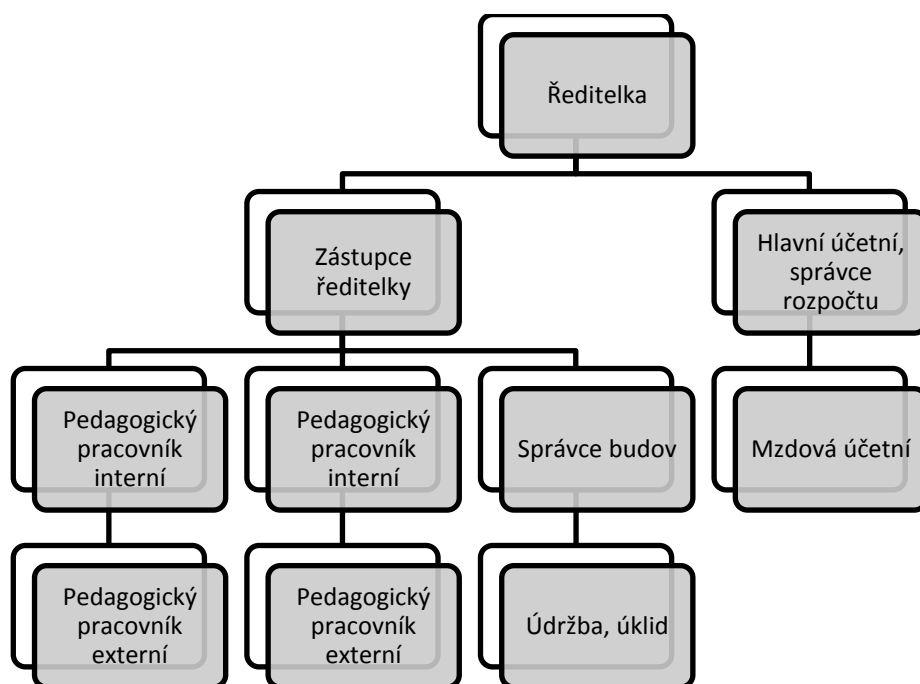 Ředitelka
Zástupce
ředitelky
Hlavní účetní,
správce
rozpočtu
Pedagogický
pracovník
interní
Pedagogický
pracovník
interní
Správce budov
Mzdová účetní
Pedagogický
pracovník
externí
Pedagogický
pracovník
externí
Údržba, úklid